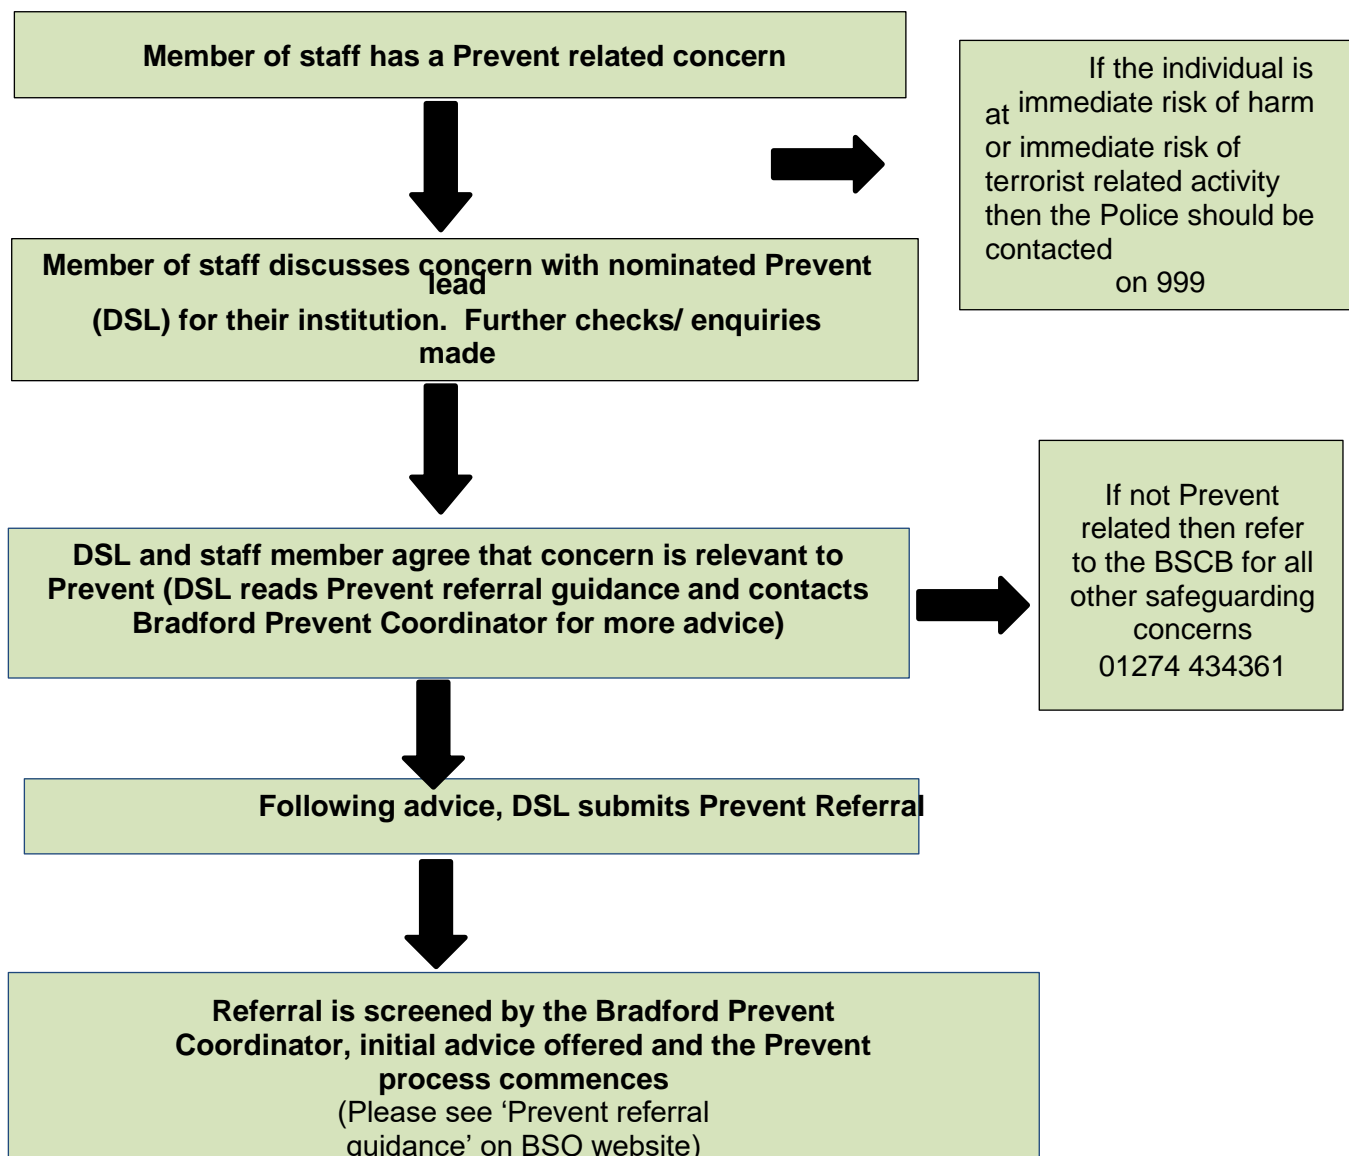 Member of staff has a Prevent related concern
If the individual is
at immediate risk of harm
or immediate risk of
terrorist related activity
then the Police should be
contacted
on 999
Member of staff discusses concern with nominated Prevent
lead
(DSL) for their institution. Further checks/ enquiries
made
DSL and staff member agree that concern is relevant to
Prevent (DSL reads Prevent referral guidance and contacts
Bradford Prevent Coordinator for more advice)
If not Prevent
related then refer
to the BSCB for all
other safeguarding
concerns
01274 434361
Following advice, DSL submits Prevent Referral
Referral is screened by the Bradford Prevent
Coordinator, initial advice offered and the Prevent
process commences
(Please see ‘Prevent referral
guidance’ on BSO website)